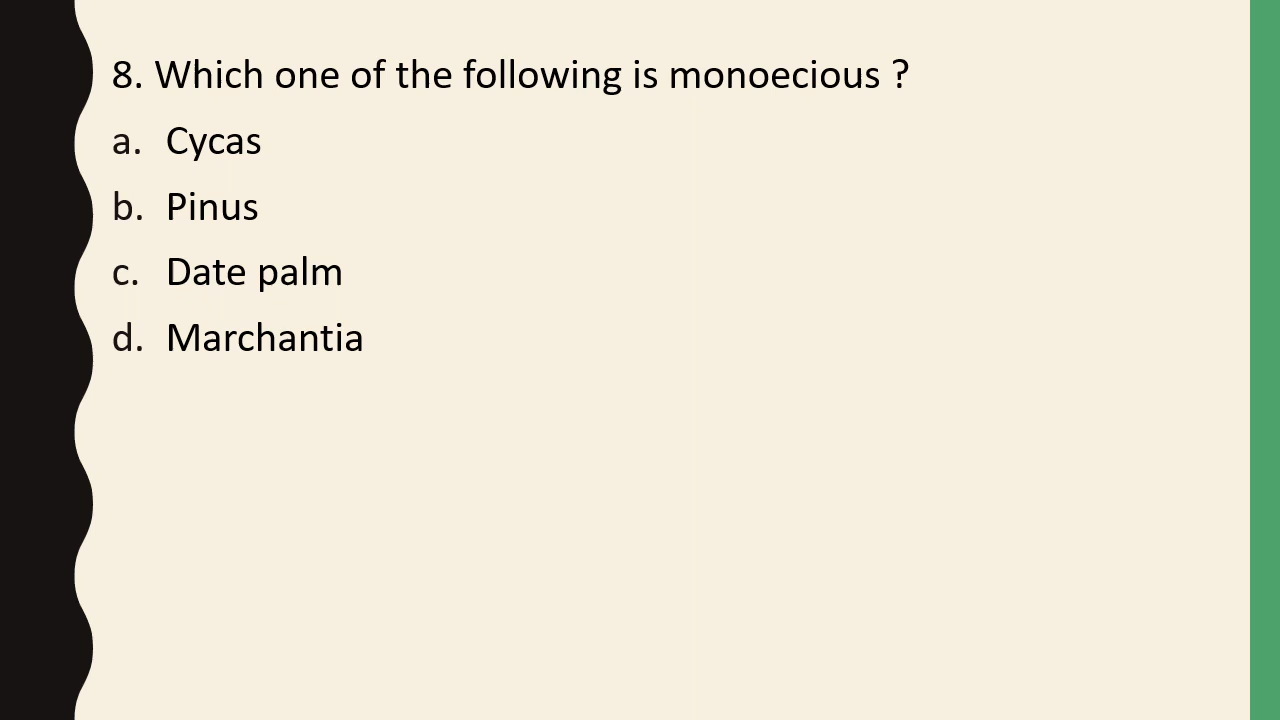 8. Which one of the following is monoecious ?
a. Cycas
b. Pinus
c. Date palm
d. Marchantia